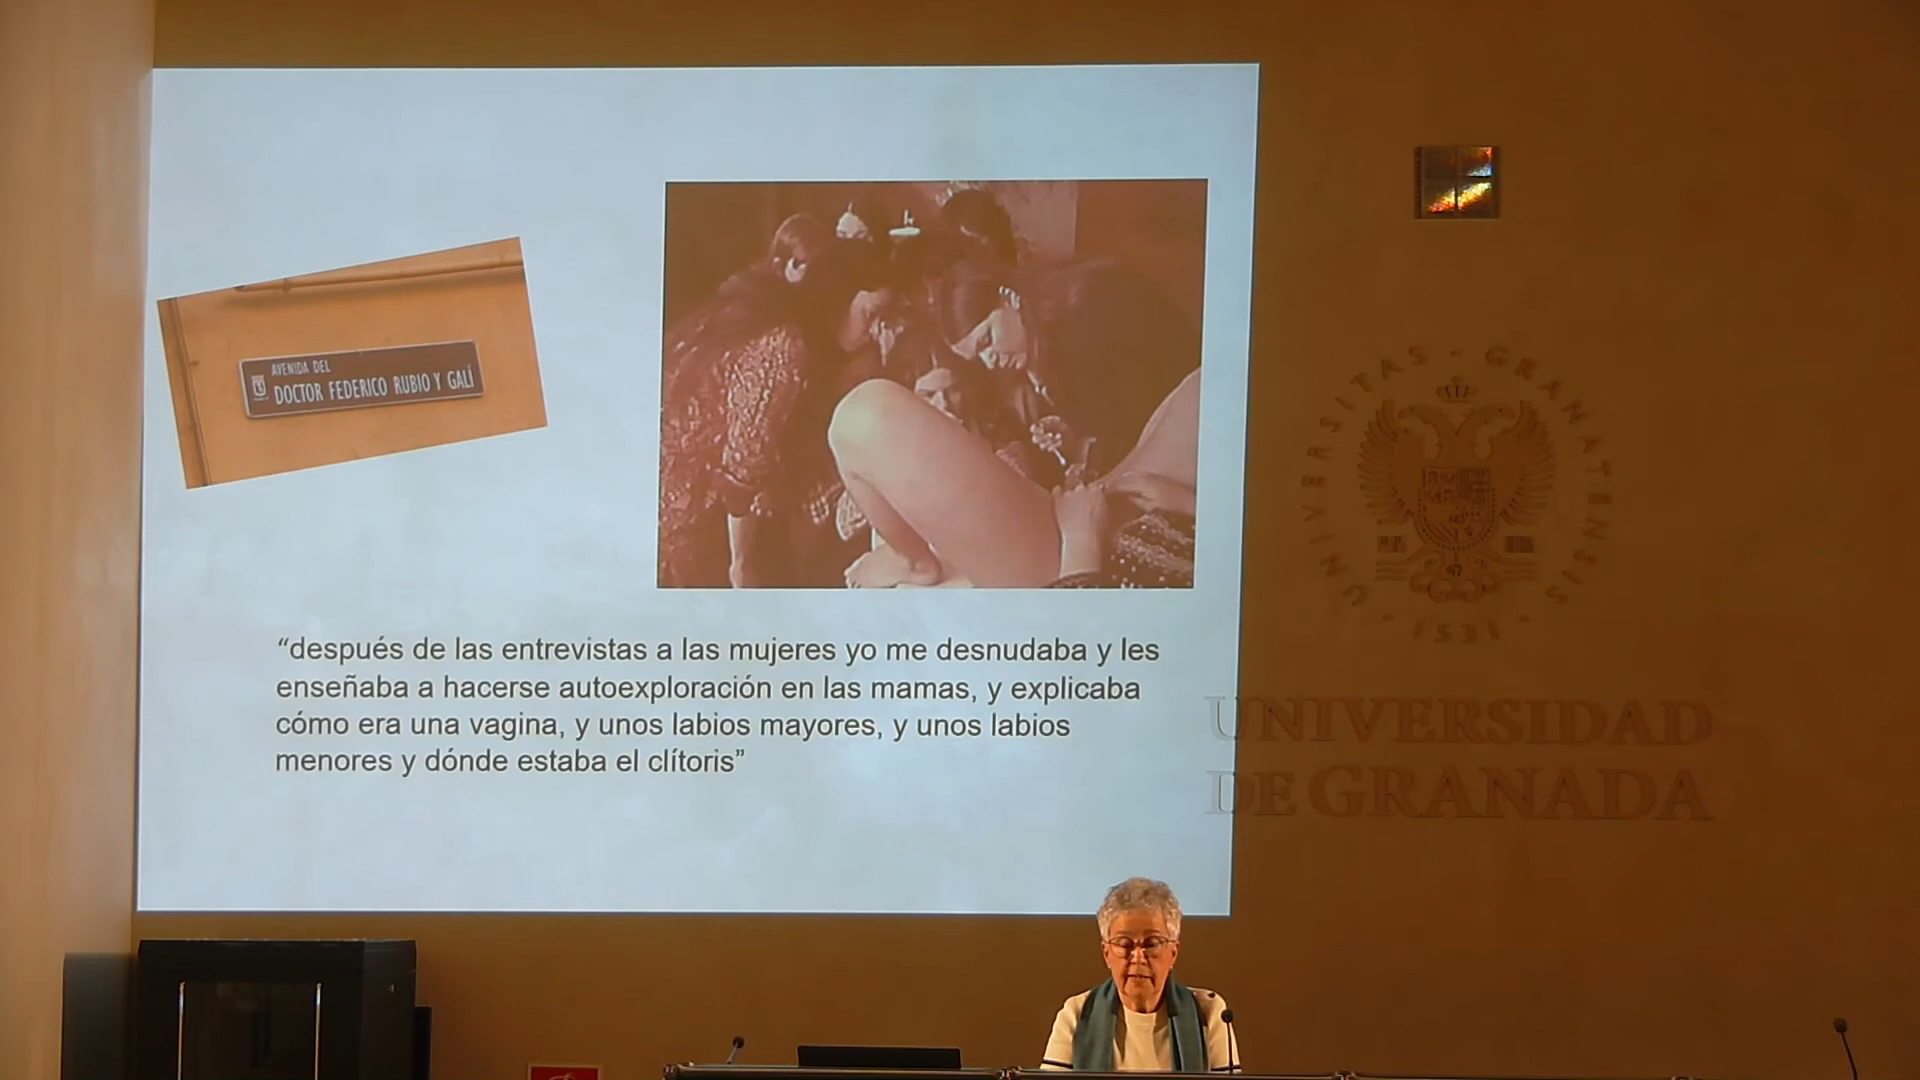 AVENIDA DEL
DOCTOR FEDERICO RUBIO Y GALÍ
“después de las entrevistas a las mujeres yo me desnudaba y les
enseñaba a hacerse autoexploración en las mamas, y explicaba
cómo era una vagina, y unos labios mayores, y unos labios
menores y dónde estaba el clítoris”
UNIVERSITAS · GRANATENSIS · 1531 ·
UNIVERSIDAD
DE GRANADA